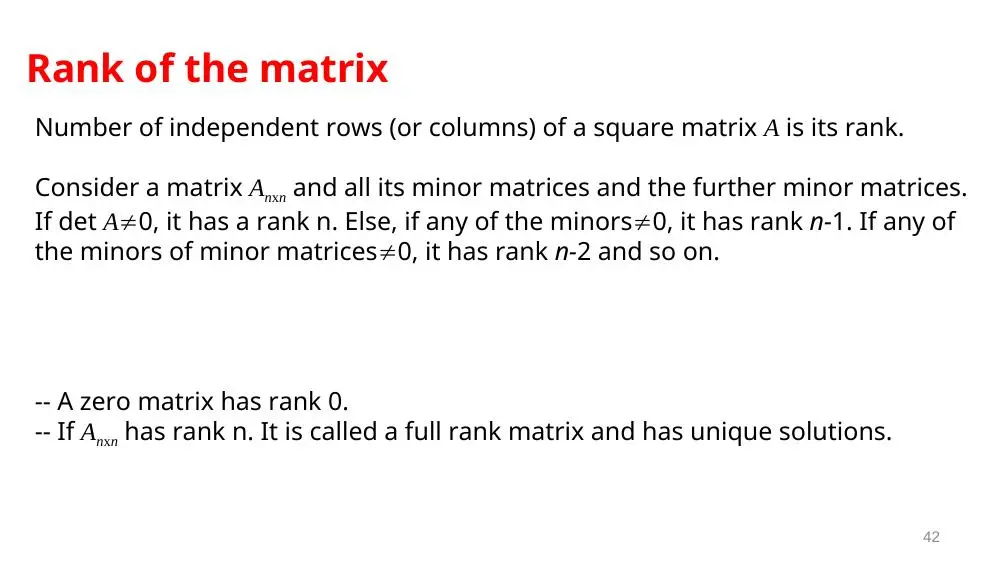 Rank of the matrix
Number of independent rows (or columns) of a square matrix A is its rank.
Consider a matrix Anxn and all its minor matrices and the further minor matrices.
If det A≠0, it has a rank n. Else, if any of the minors≠0, it has rank n-1. If any of
the minors of minor matrices≠0, it has rank n-2 and so on.
-- A zero matrix has rank 0.
-- If Anxn has rank n. It is called a full rank matrix and has unique solutions.
42